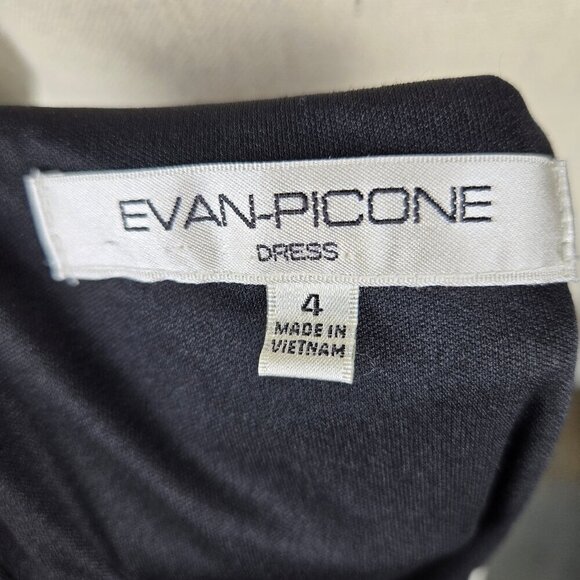 EVAN-PICONE
DRESS
4
MADE IN
VIETNAM